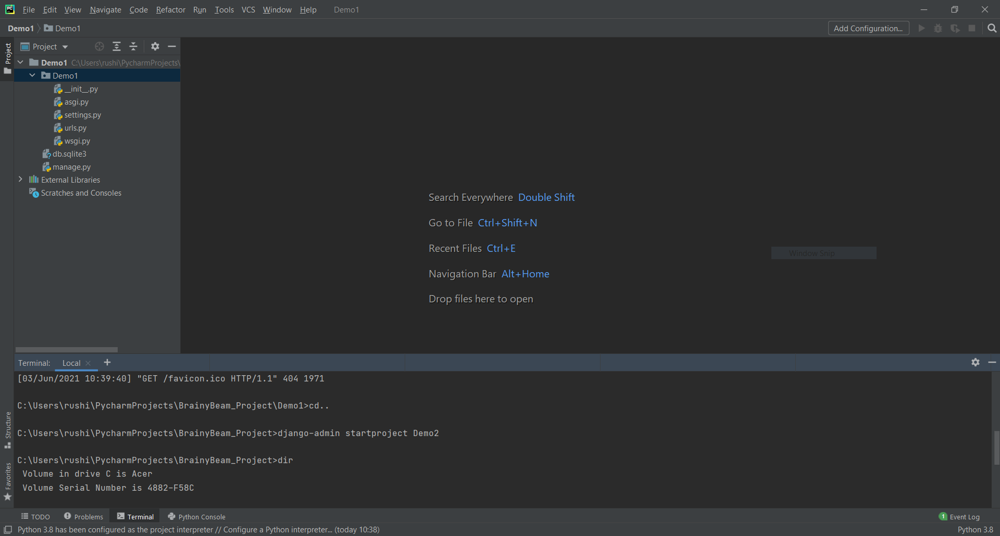 PC File Edit View Navigate Code Refactor Run Tools VCS Window Help Demo1
Demo1 Demo1 Add Configuration...
Project
Project
Demo1 C:\Users\rushi\PycharmProjects\
Demo1
__init__.py
asgi.py
settings.py
urls.py
wsgi.py
db.sqlite3
manage.py
External Libraries
Scratches and Consoles
Search Everywhere Double Shift
Go to File Ctrl+Shift+N
Recent Files Ctrl+E
Window Snip
Navigation Bar Alt+Home
Drop files here to open
Terminal: Local
[03/Jun/2021 10:39:40] "GET /favicon.ico HTTP/1.1" 404 1971
C:\Users\rushi\PycharmProjects\BrainyBeam_Project\Demo1>cd..
C:\Users\rushi\PycharmProjects\BrainyBeam_Project>django-admin startproject Demo2
C:\Users\rushi\PycharmProjects\BrainyBeam_Project>dir
Volume in drive C is Acer
Volume Serial Number is 4882-F58C
Structure
Favorites
TODO Problems Terminal Python Console 1 Event Log
Python 3.8 has been configured as the project interpreter // Configure a Python interpreter... (today 10:38) Python 3.8